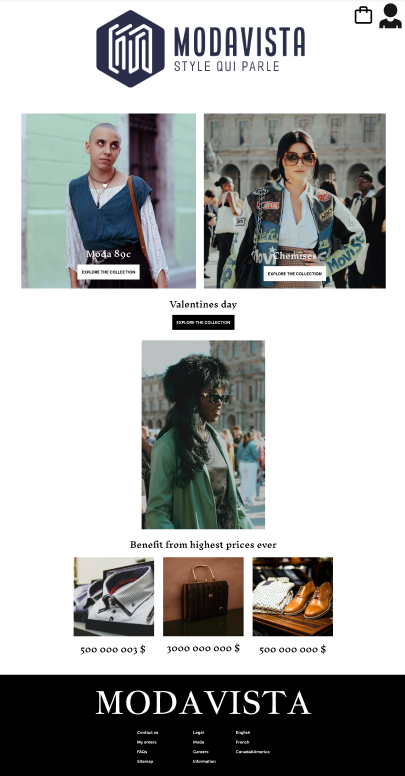 MODAVISTA
STYLE QUI PARLE
Moda 89c
EXPLORE THE COLLECTION
Chemises
EXPLORE THE COLLECTION
Valentines day
EXPLORE THE COLLECTION
Benefit from highest prices ever
500 000 003 $
3000 000 000 $
500 000 000 $
MODAVISTA
Contact us
My orders
FAQs
Sitemap
Legal
Moda
Careers
Information
English
French
Canada&America